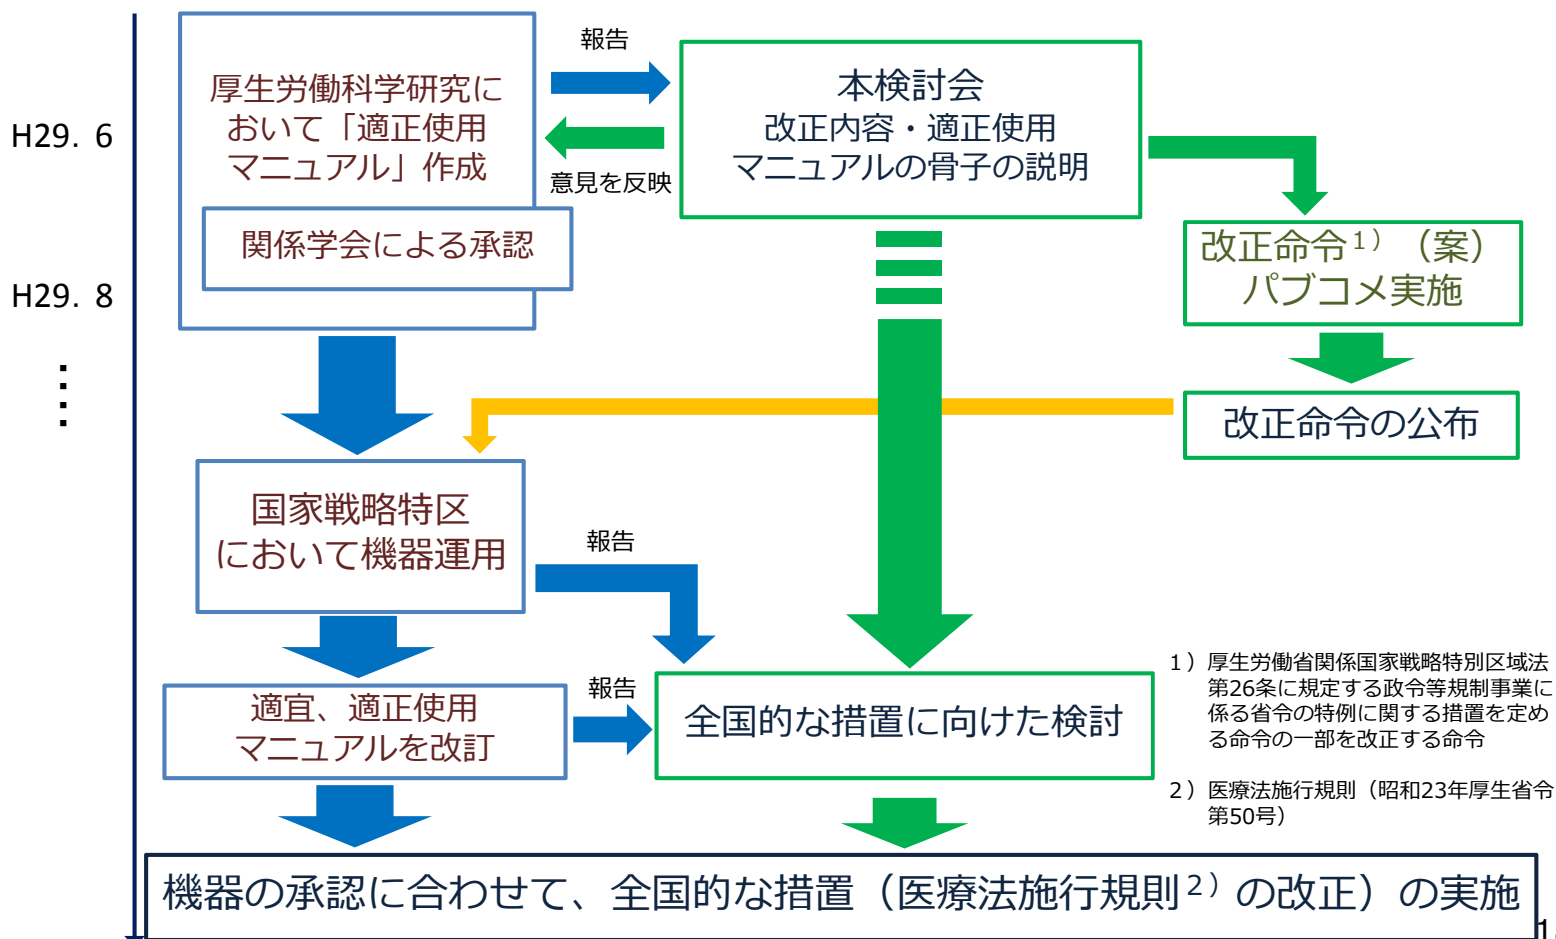 H29. 6
H29. 8
⋮
厚生労働科学研究に
おいて「適正使用
マニュアル」作成
関係学会による承認
報告
意見を反映
本検討会
改正内容・適正使用
マニュアルの骨子の説明
改正命令1）（案）
パブコメ実施
改正命令の公布
国家戦略特区
において機器運用
報告
適宜、適正使用
マニュアルを改訂
報告
全国的な措置に向けた検討
1）厚生労働省関係国家戦略特別区域法
第26条に規定する政令等規制事業に
係る省令の特例に関する措置を定め
る命令の一部を改正する命令
2）医療法施行規則（昭和23年厚生省令
第50号）
機器の承認に合わせて、全国的な措置（医療法施行規則2）の改正）の実施